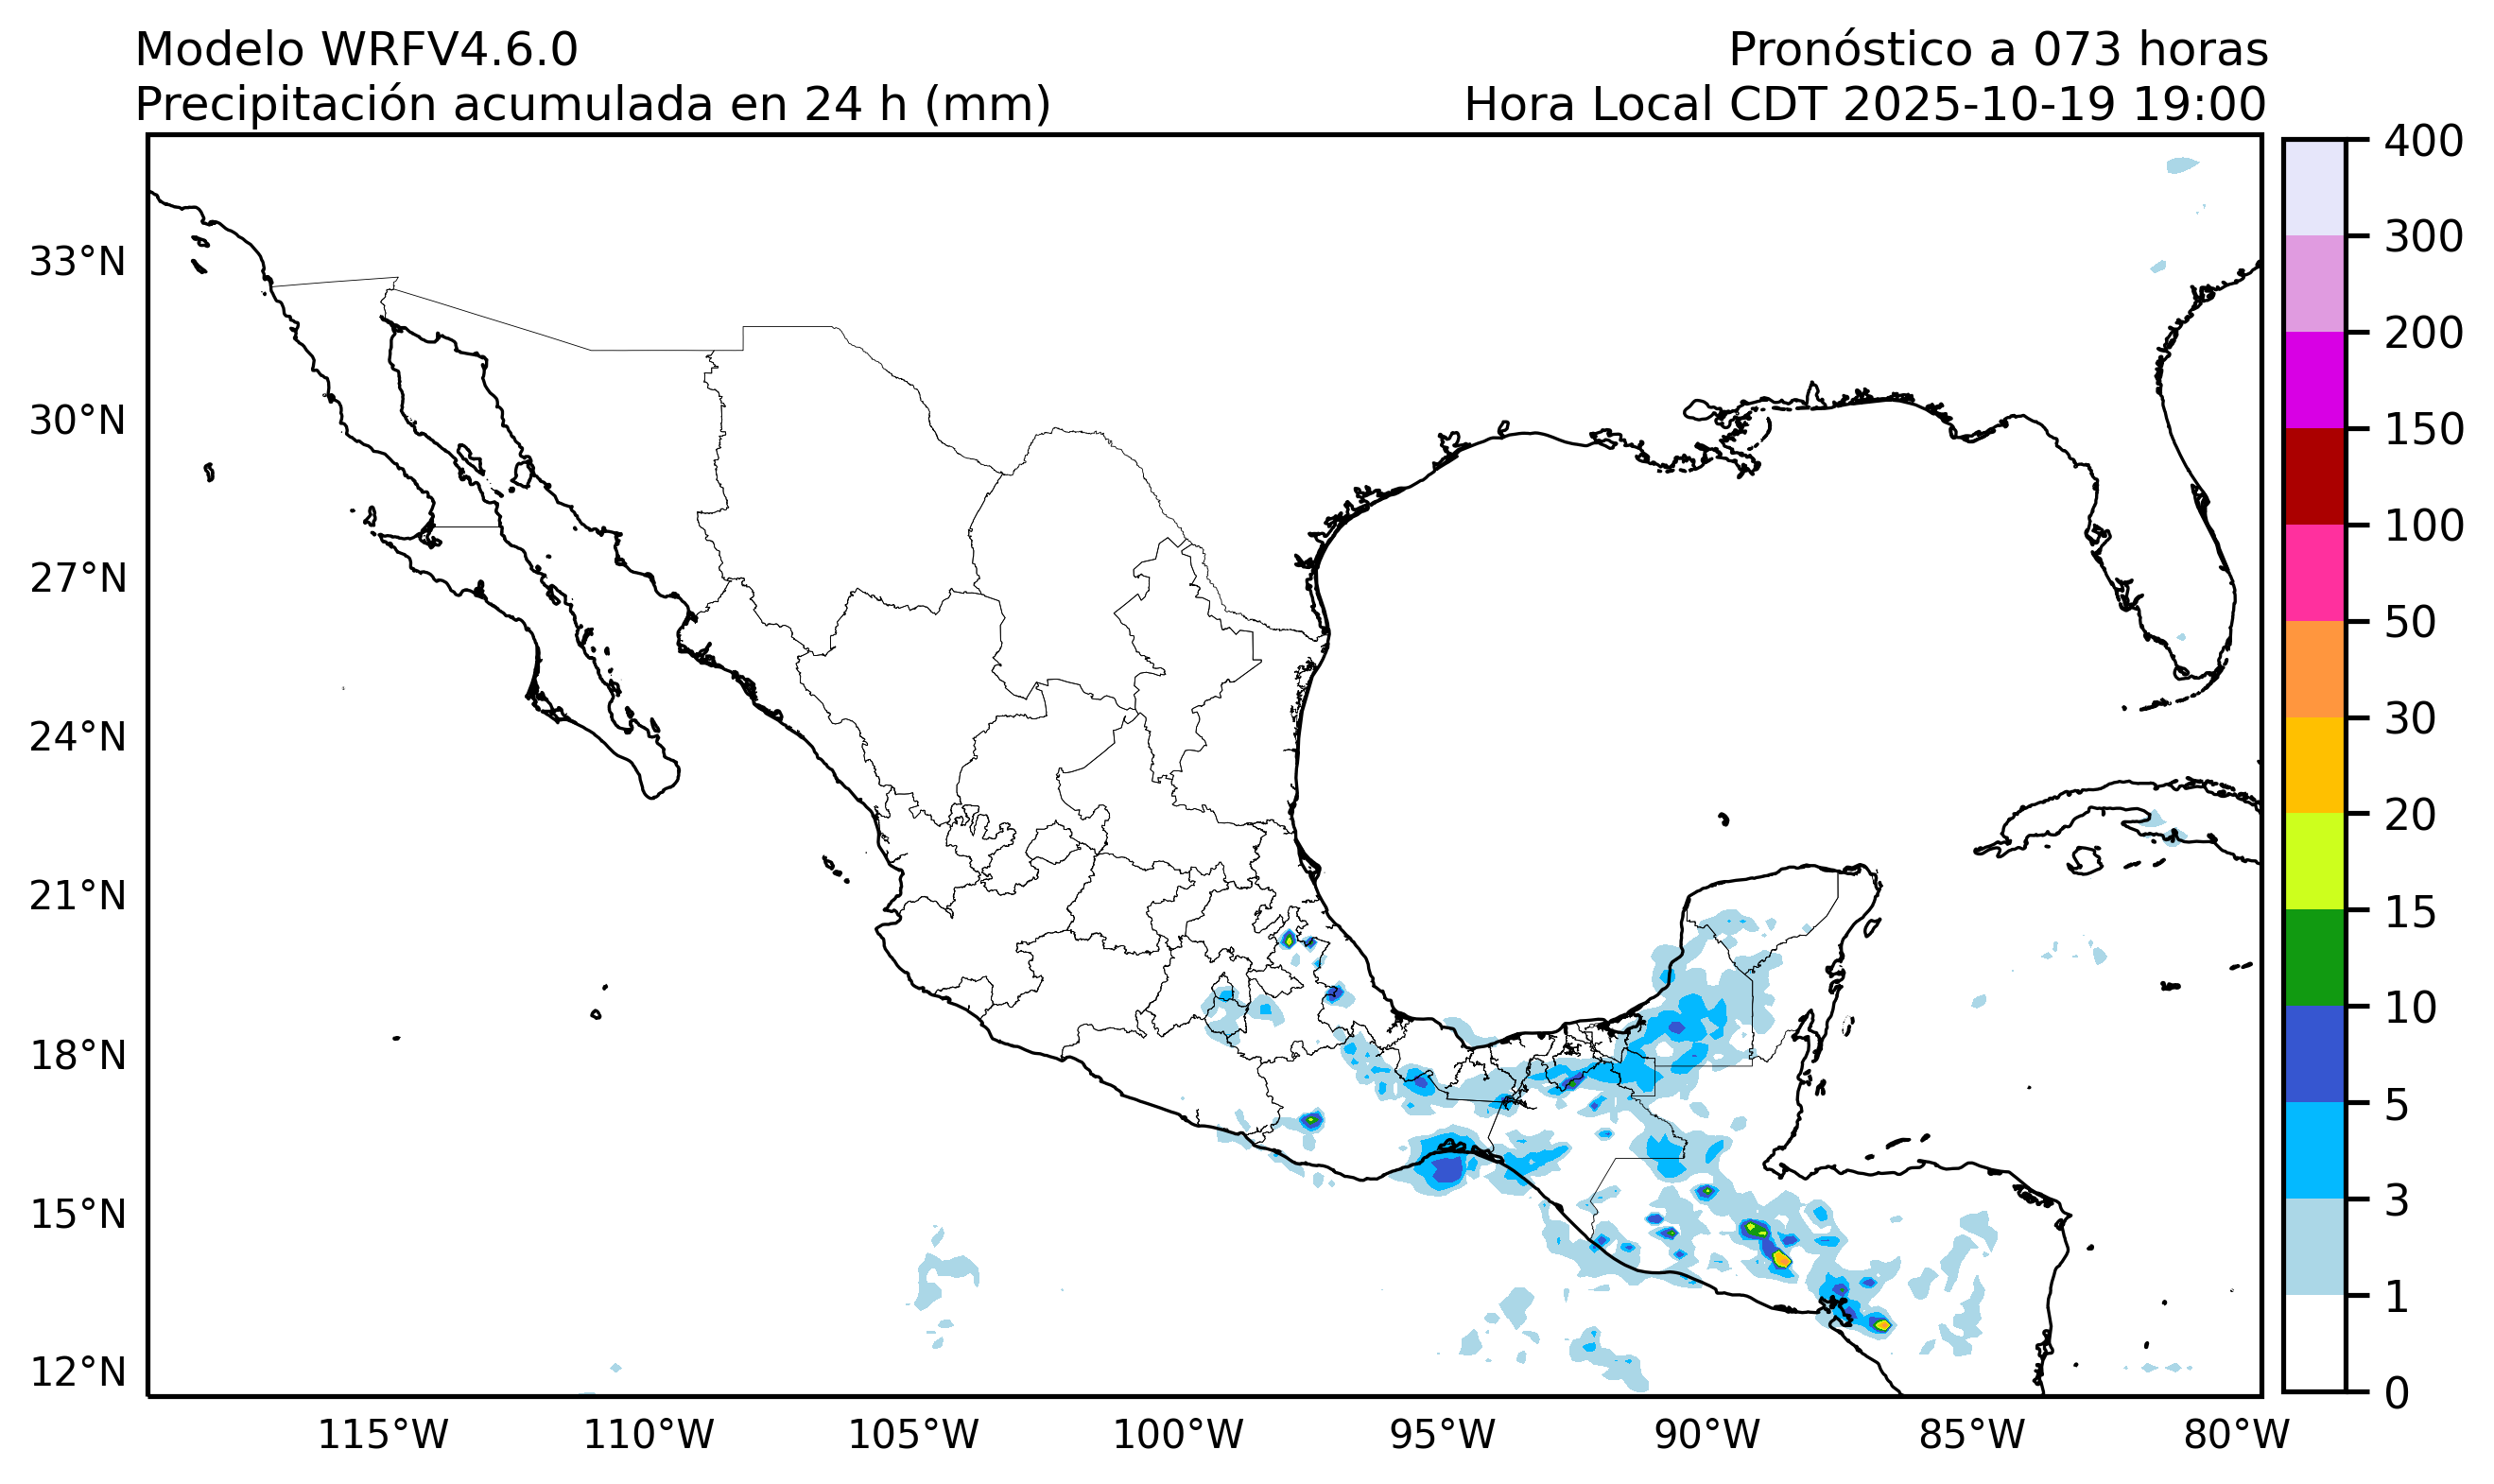 Modelo WRFV4.6.0
Pronóstico a 073 horas
Precipitación acumulada en 24 h (mm)
Hora Local CDT 2025-10-19 19:00
33°N
30°N
27°N
24°N
21°N
18°N
15°N
12°N
115°W
110°W
105°W
100°W
95°W
90°W
85°W
80°W
400
300
200
150
100
50
30
20
15
10
5
3
1
0